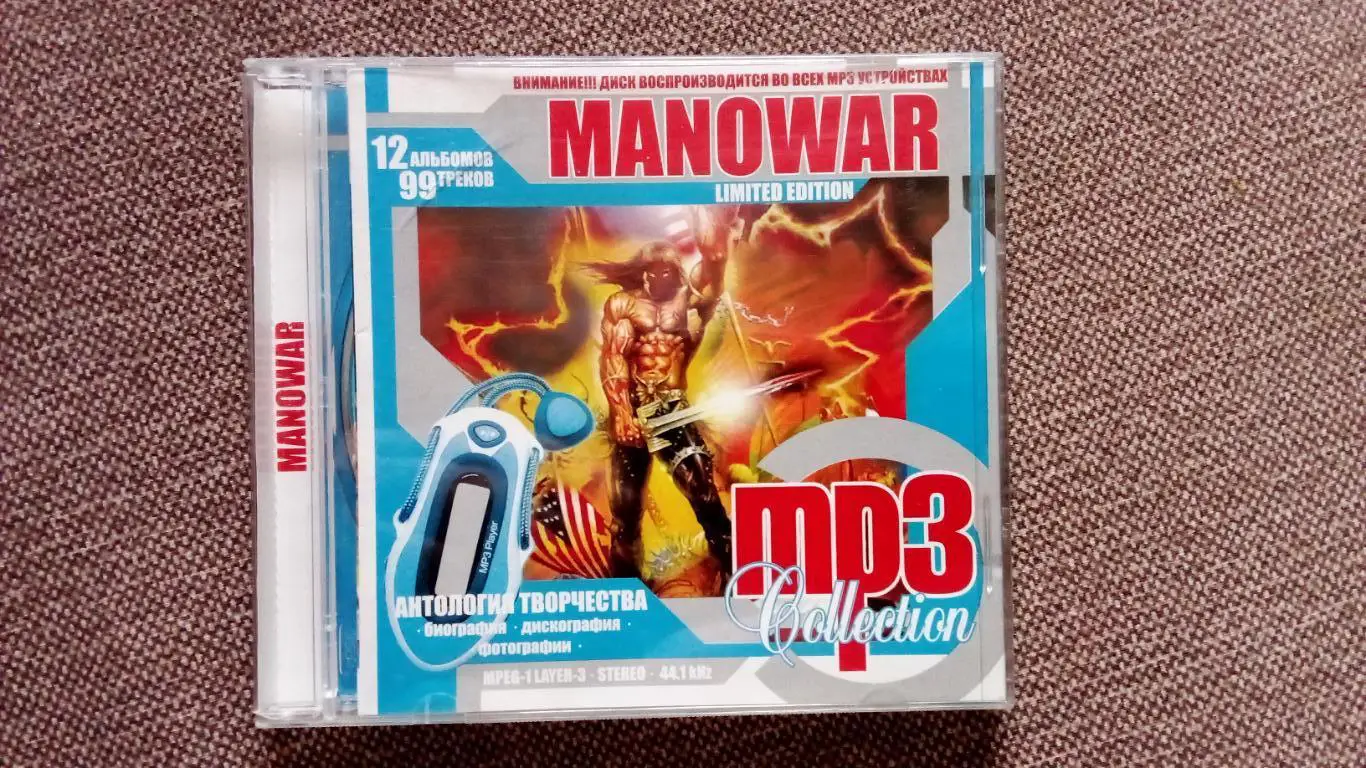 ВНИМАНИЕ!!! ДИСК ВОСПРОИЗВОДИТСЯ ВО ВСЕХ MP3 УСТРОЙСТВАХ
MANOWAR
LIMITED EDITION
12 АЛЬБОМОВ
99 ТРЕКОВ
MANOWAR
MP3 Player
mp3
Collection
АНТОЛОГИЯ ТВОРЧЕСТВА
· биография · дискография ·
· фотографии ·
MPEG-1 LAYER-3 · STEREO · 44.1 kHz